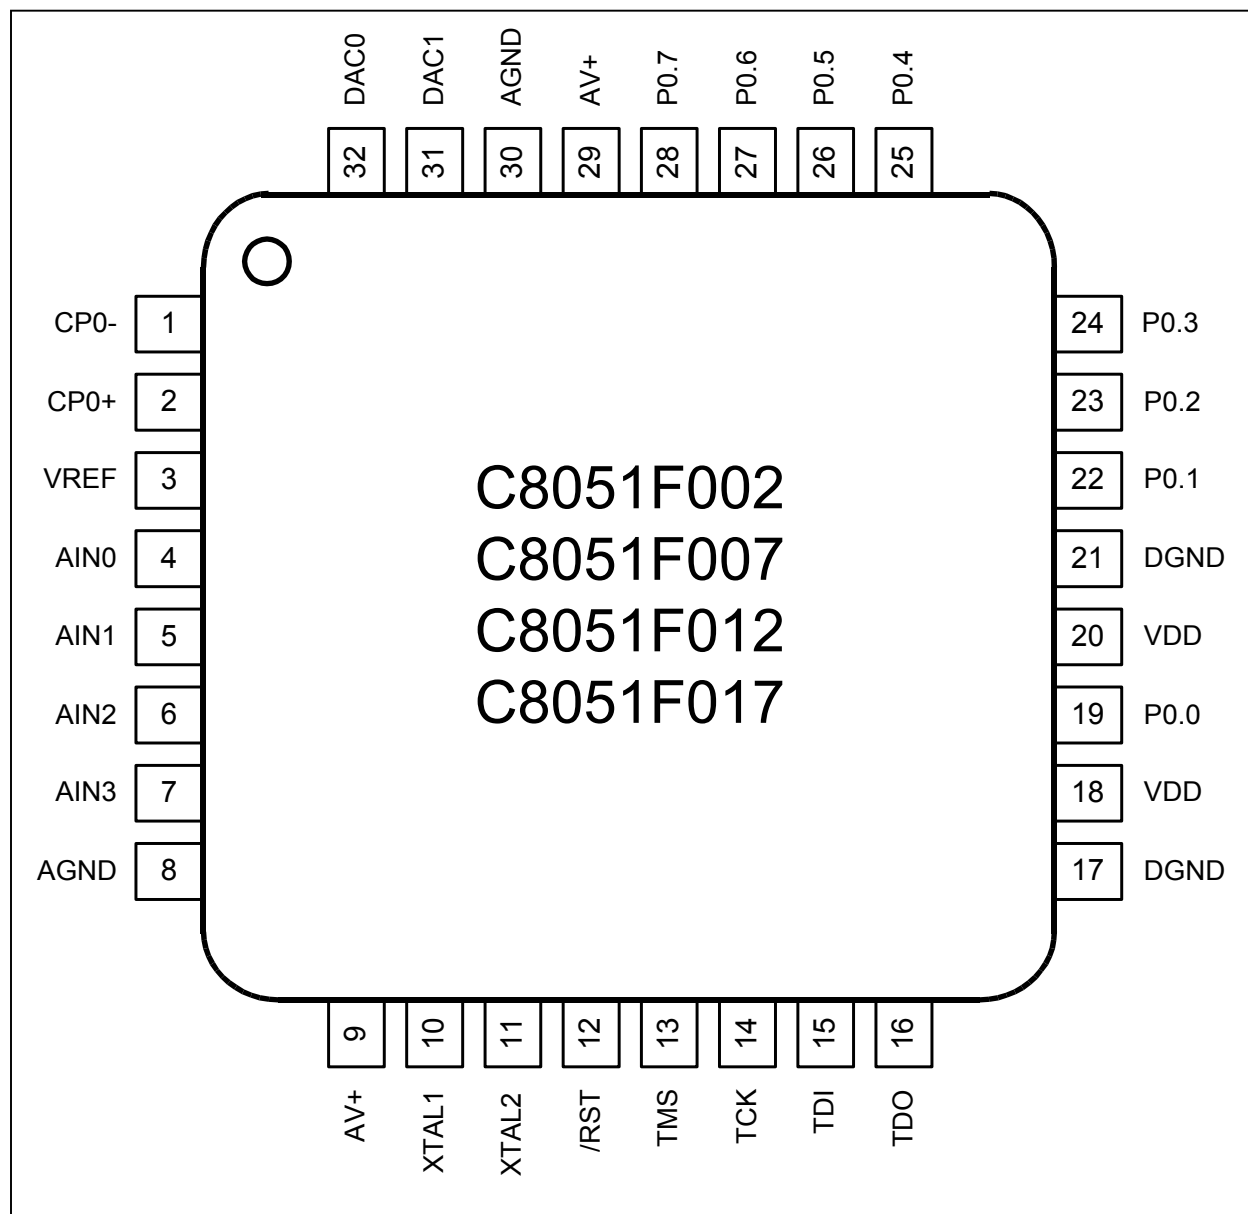 DAC0
DAC1
AGND
AV+
P0.7
P0.6
P0.5
P0.4
32
31
30
29
28
27
26
25
CP0- 1
CP0+ 2
VREF 3
AIN0 4
AIN1 5
AIN2 6
AIN3 7
AGND 8
C8051F002
C8051F007
C8051F012
C8051F017
24 P0.3
23 P0.2
22 P0.1
21 DGND
20 VDD
19 P0.0
18 VDD
17 DGND
9
10
11
12
13
14
15
16
AV+
XTAL1
XTAL2
/RST
TMS
TCK
TDI
TDO